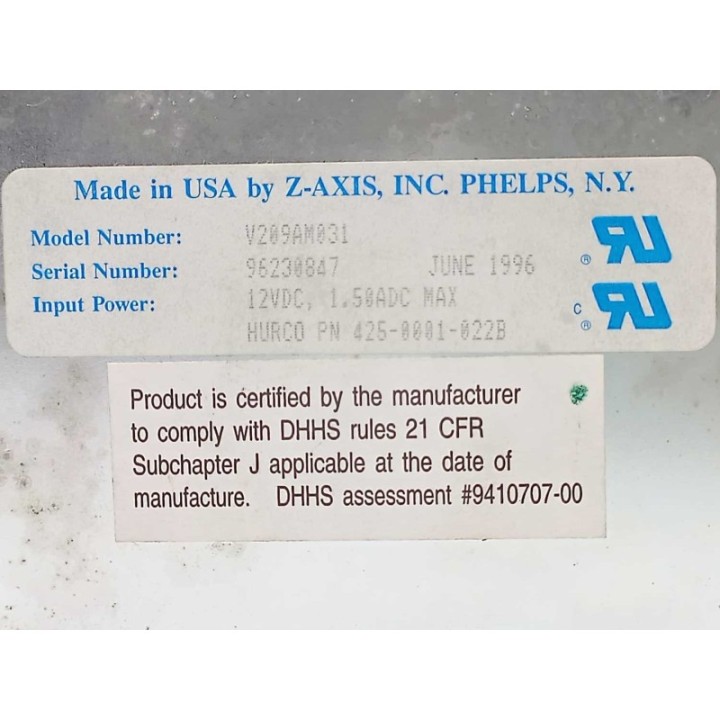 Made in USA by Z-AXIS, INC. PHELPS, N.Y.
Model Number: V209AM031
Serial Number: 96230847 JUNE 1996
Input Power: 12VDC, 1.50ADC MAX
HURCO PN 425-0001-022B
UR ®
C UR ®
Product is certified by the manufacturer
to comply with DHHS rules 21 CFR
Subchapter J applicable at the date of
manufacture. DHHS assessment #9410707-00